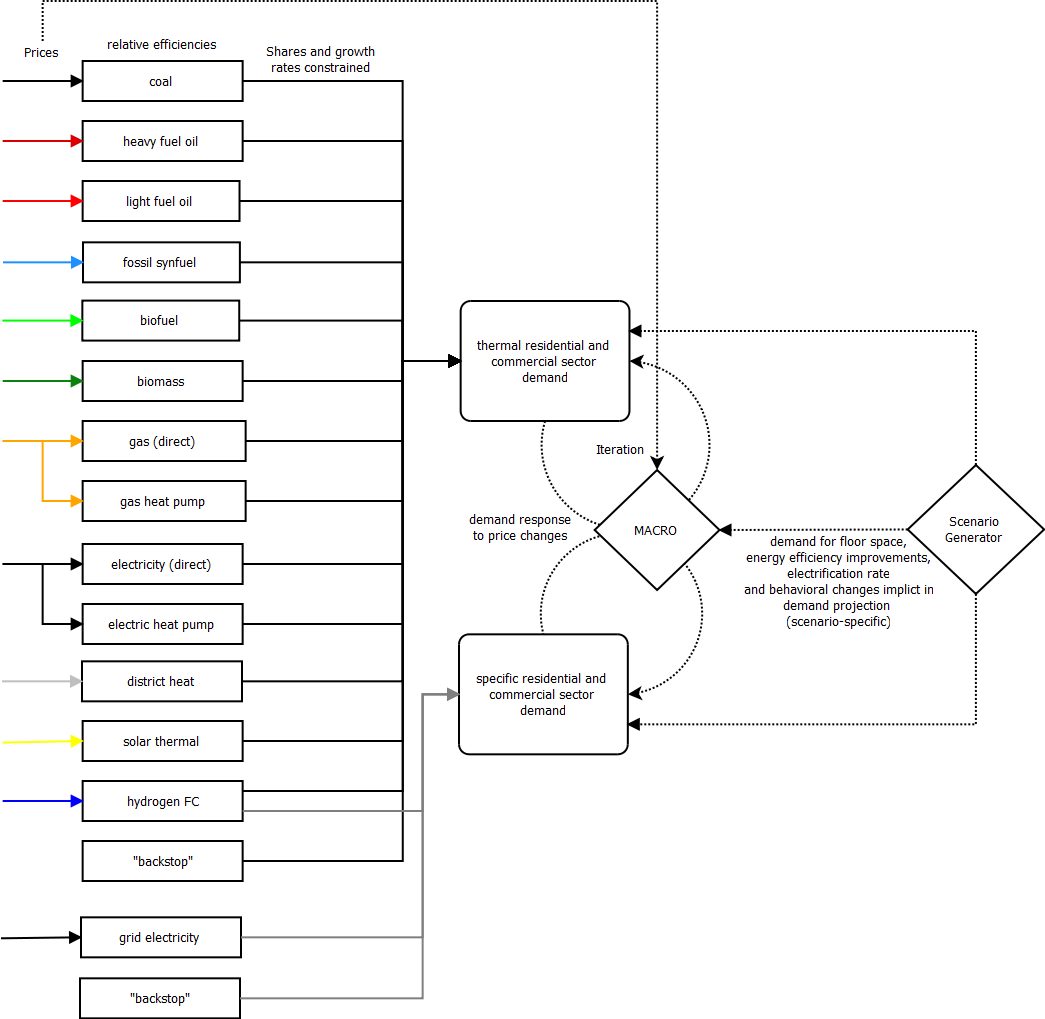 Prices
relative efficiencies
Shares and growth
rates constrained
coal
heavy fuel oil
light fuel oil
fossil synfuel
biofuel
biomass
gas (direct)
gas heat pump
electricity (direct)
electric heat pump
district heat
solar thermal
hydrogen FC
"backstop"
grid electricity
"backstop"
thermal residential and
commercial sector
demand
Iteration
demand response
to price changes
MACRO
specific residential and
commercial sector
demand
Scenario
Generator
demand for floor space,
energy efficiency improvements,
electrification rate
and behavioral changes implict in
demand projection
(scenario-specific)